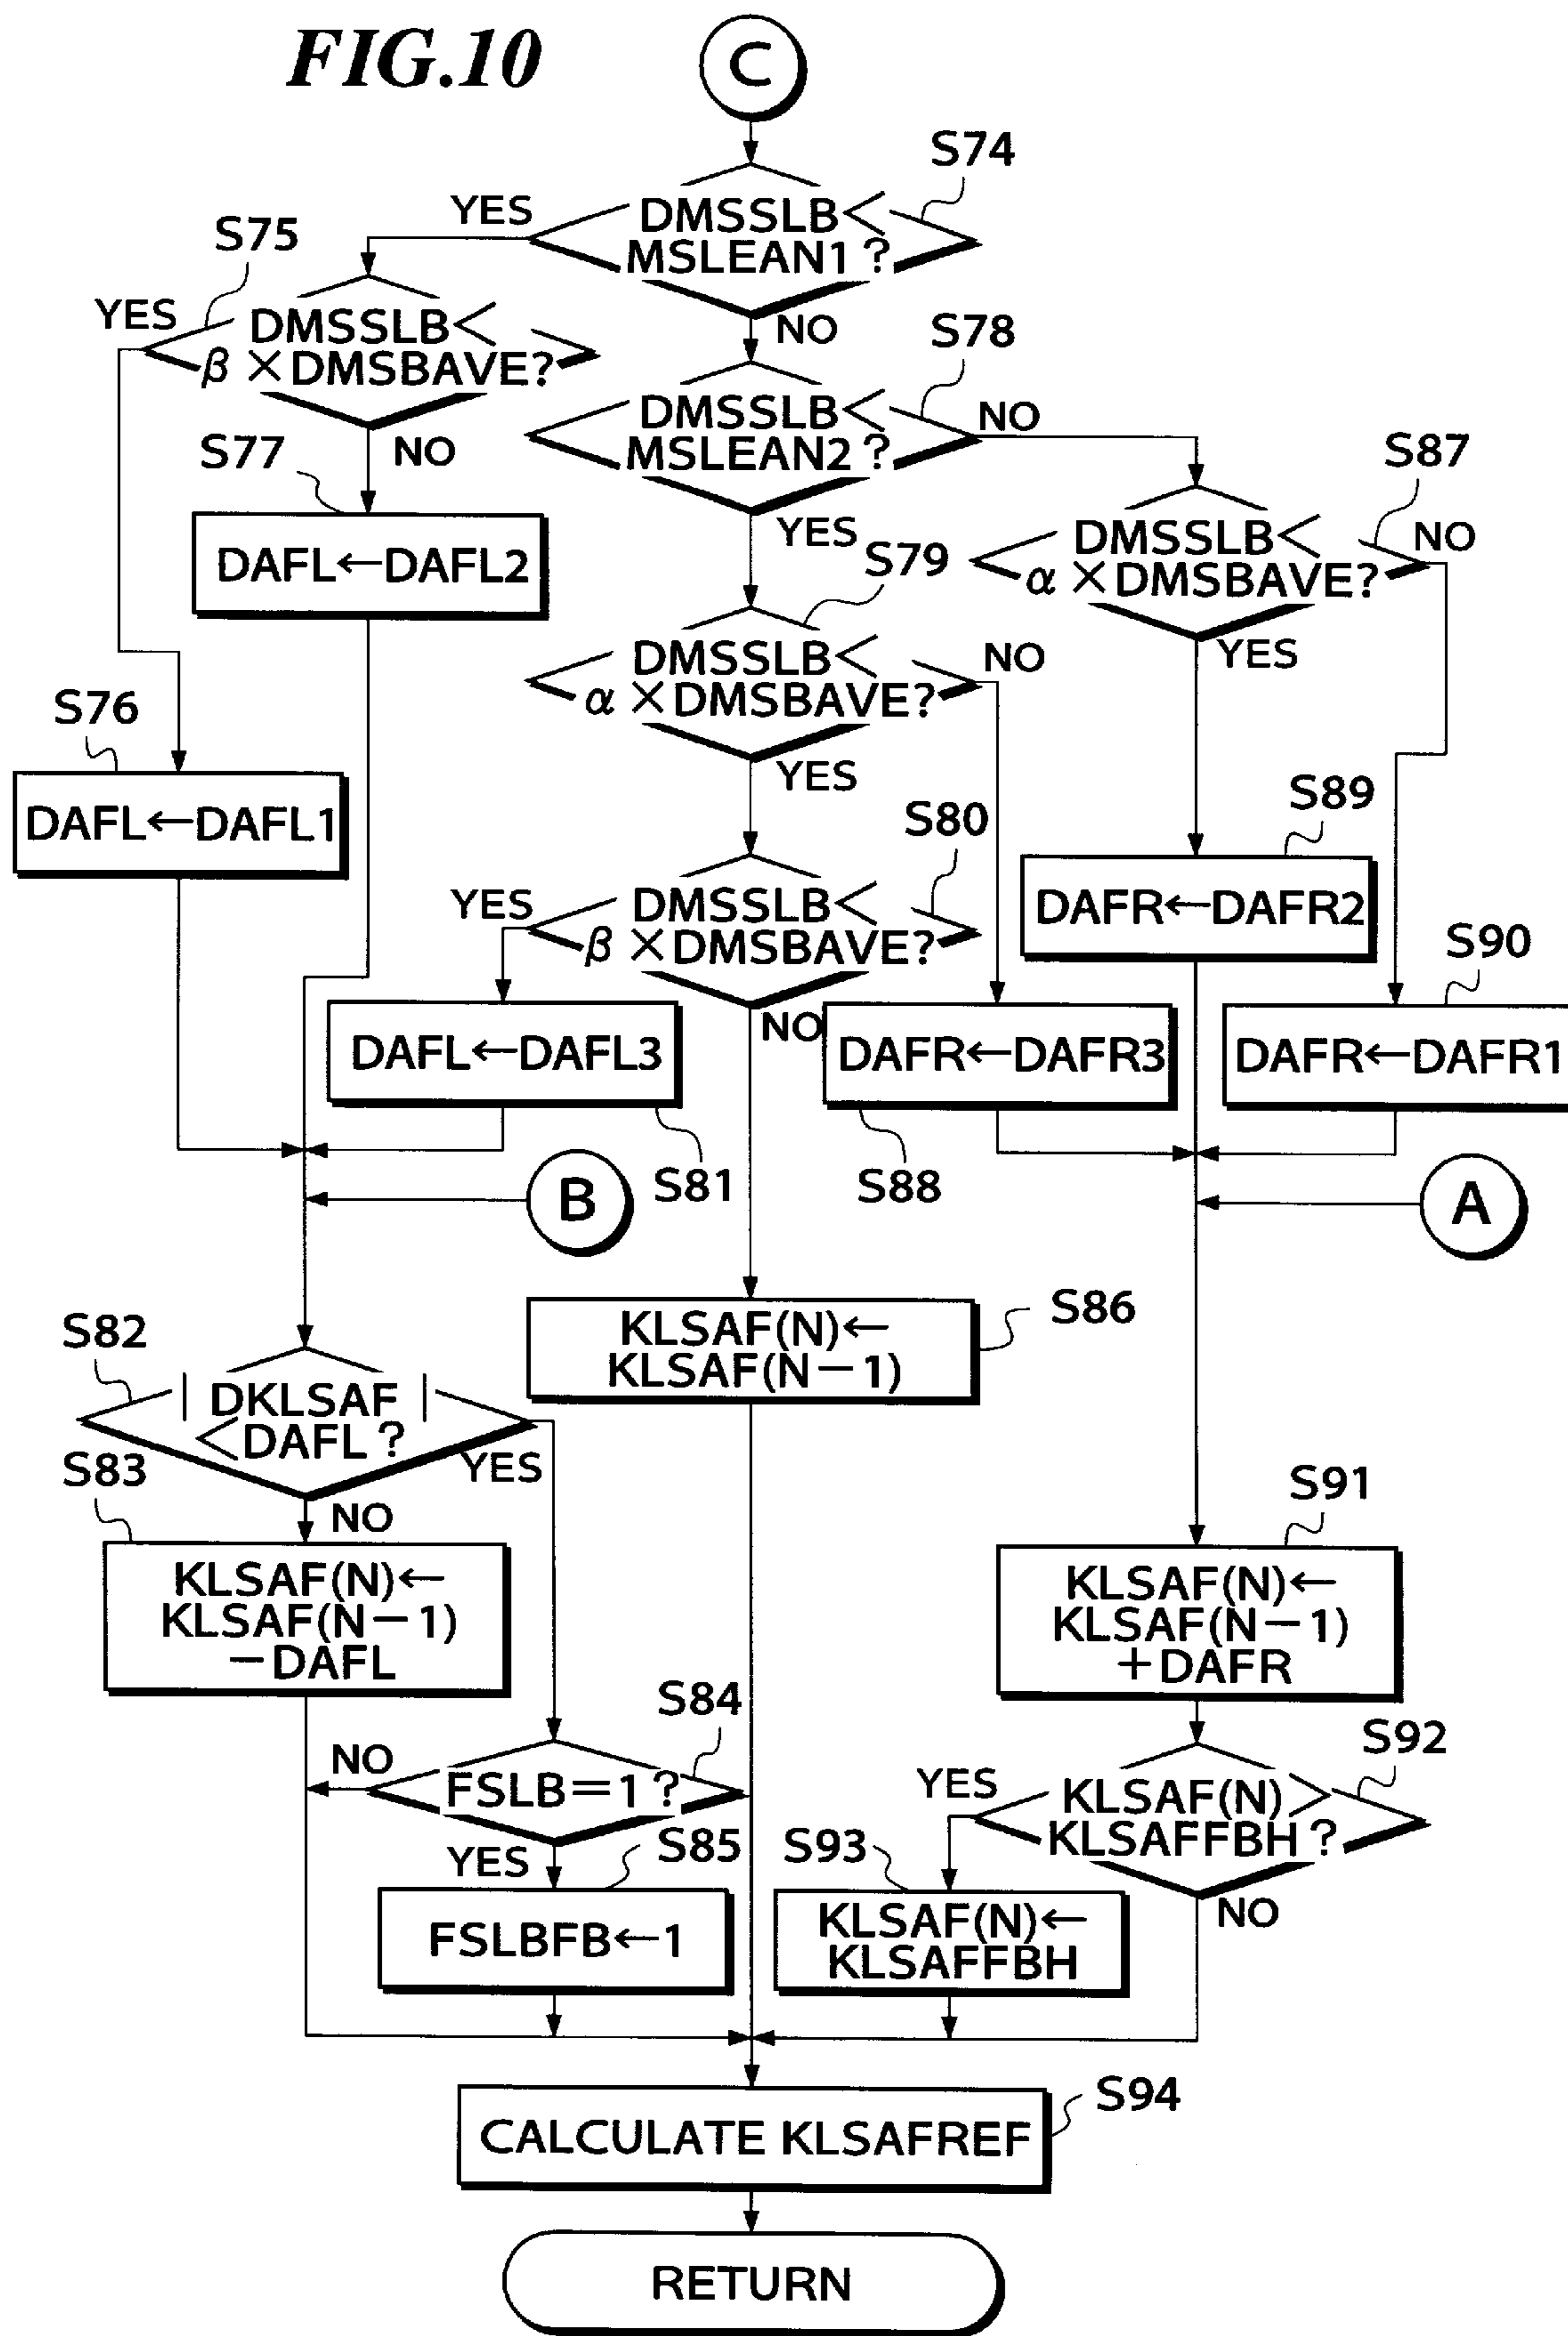 FIG.10
C
S74
DMSSLB<
MSLEAN1?
YES
NO
S75
DMSSLB<
β×DMSBAVE?
YES
NO
S78
DMSSLB<
MSLEAN2?
NO
YES
S77
DAFL←DAFL2
S87
DMSSLB<
α×DMSBAVE?
NO
YES
S79
DMSSLB<
α×DMSBAVE?
NO
YES
S76
DAFL←DAFL1
S89
DAFR←DAFR2
S80
DMSSLB<
β×DMSBAVE?
YES
NO
S90
DAFR←DAFR1
DAFL←DAFL3
S81
DAFR←DAFR3
S88
B
A
S86
KLSAF(N)←
KLSAF(N−1)
S82
|DKLSAF|
<DAFL?
YES
NO
S83
KLSAF(N)←
KLSAF(N−1)
−DAFL
S91
KLSAF(N)←
KLSAF(N−1)
+DAFR
S84
FSLB=1?
NO
YES
S92
KLSAF(N)>
KLSAFFBH?
YES
NO
S85
FSLBFB←1
S93
KLSAF(N)←
KLSAFFBH
S94
CALCULATE KLSAFREF
RETURN